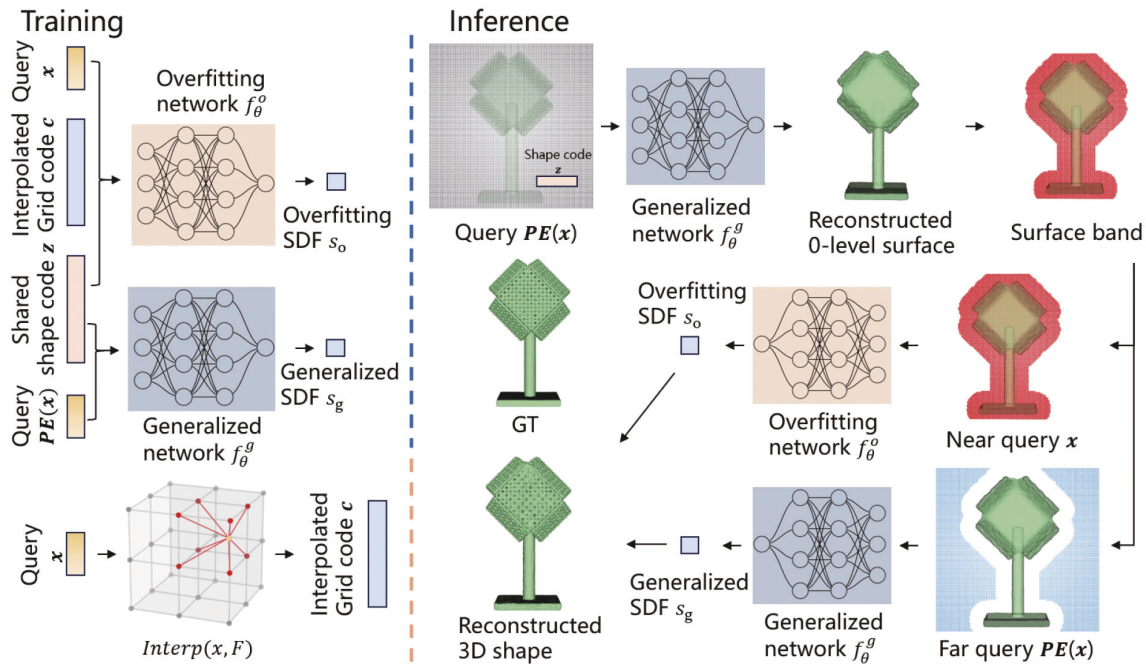 Training
Query
x
Interpolated
Grid code c
Shared
shape code z
Query
PE(x)
Overfitting
network f_θ^o
Overfitting
SDF s_o
Generalized
SDF s_g
Generalized
network f_θ^g
Query
x
Interp(x, F)
Interpolated
Grid code c
Inference
Shape code
z
Query PE(x)
Generalized
network f_θ^g
Reconstructed
0-level surface
Surface band
GT
Overfitting
SDF s_o
Overfitting
network f_θ^o
Near query x
Reconstructed
3D shape
Generalized
SDF s_g
Generalized
network f_θ^g
Far query PE(x)